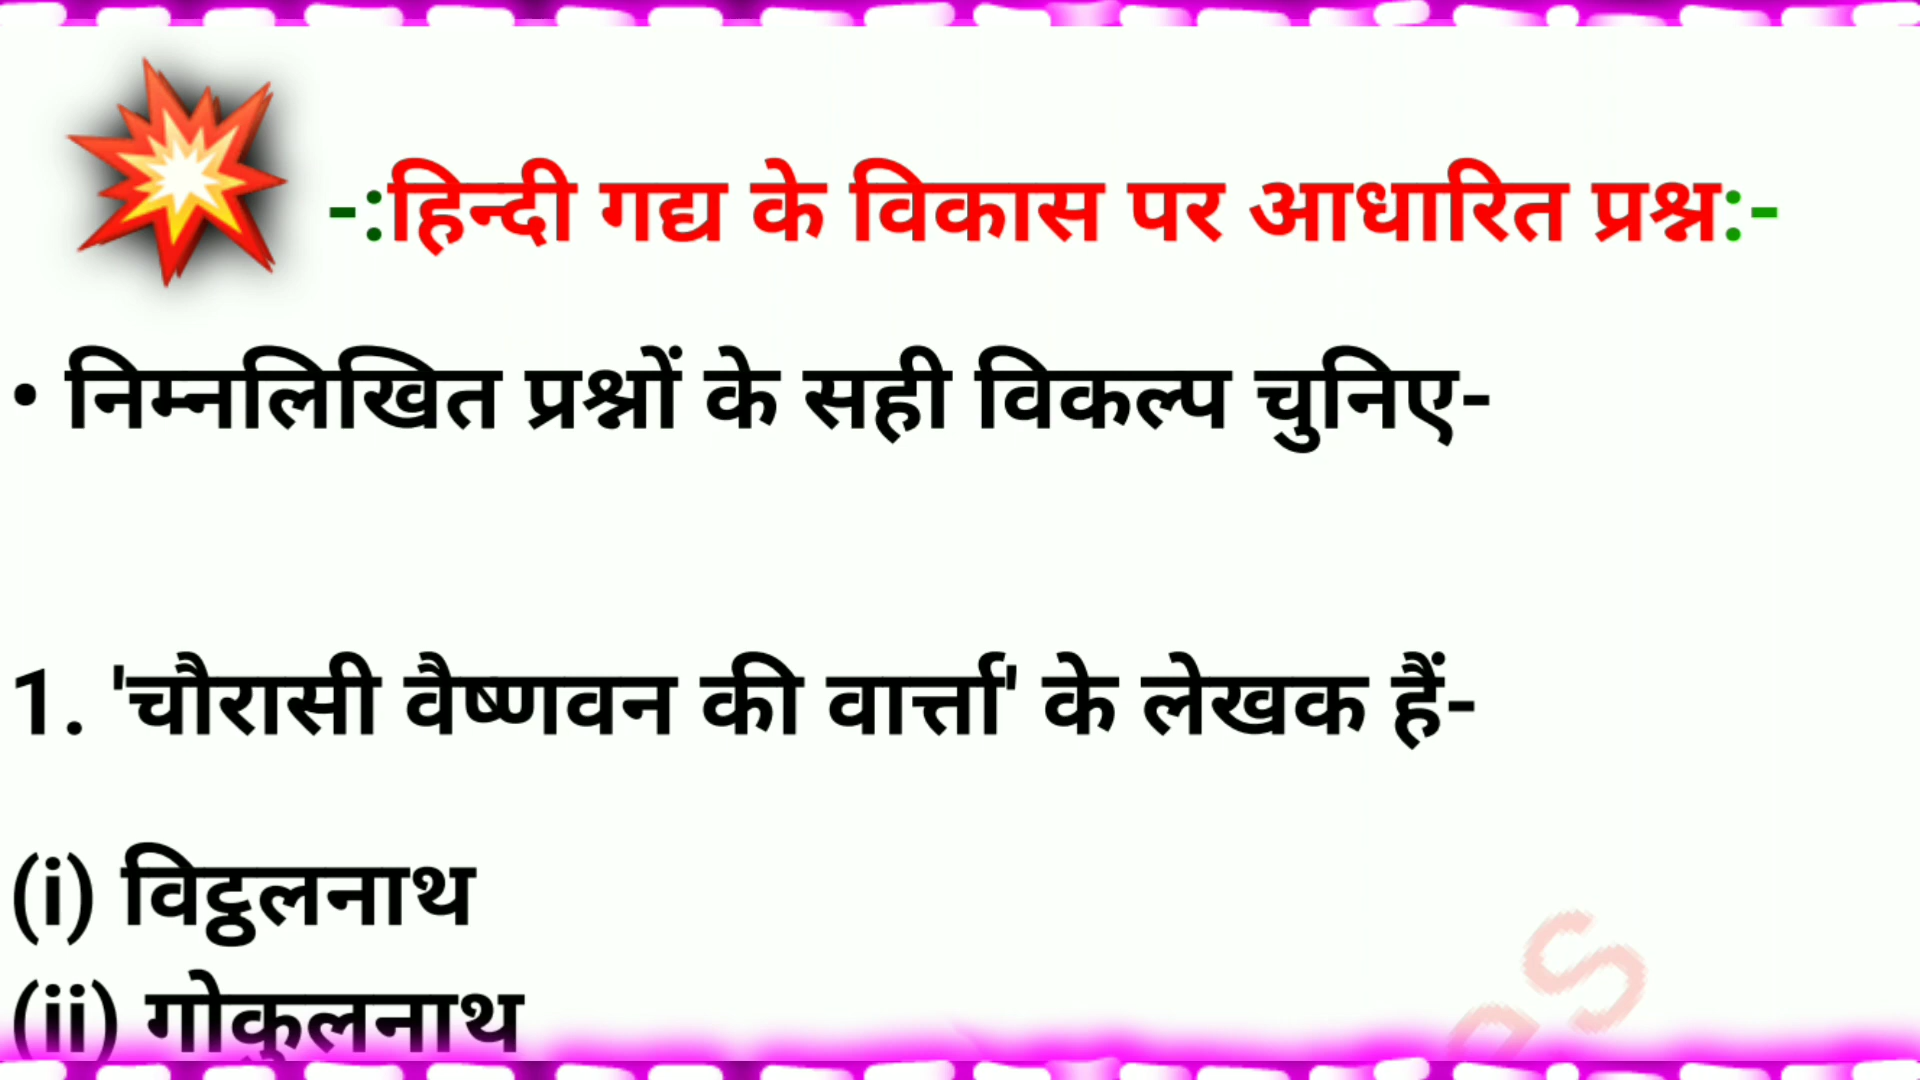 -:हिन्दी गद्य के विकास पर आधारित प्रश्न:-
• निम्नलिखित प्रश्नों के सही विकल्प चुनिए-
1. 'चौरासी वैष्णवन की वार्त्ता' के लेखक हैं-
(i) विट्ठलनाथ
(ii) गोकुलनाथ